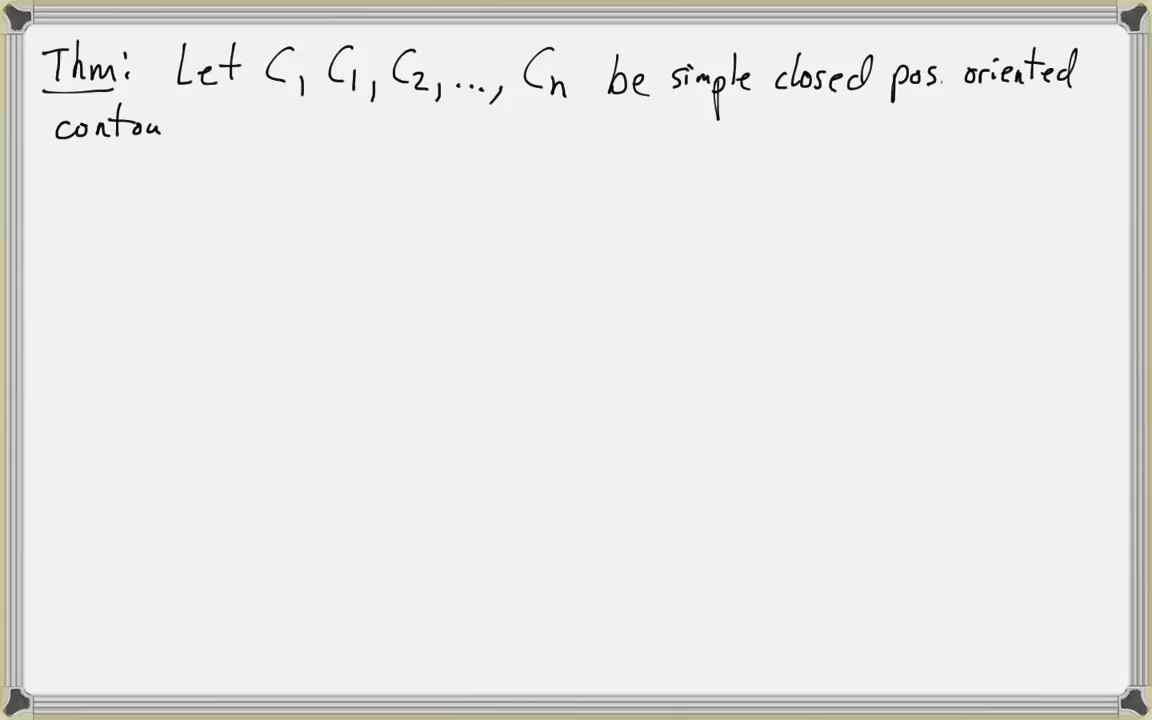 Thm: Let C, C₁, C₂, ..., Cₙ be simple closed pos. oriented
contou